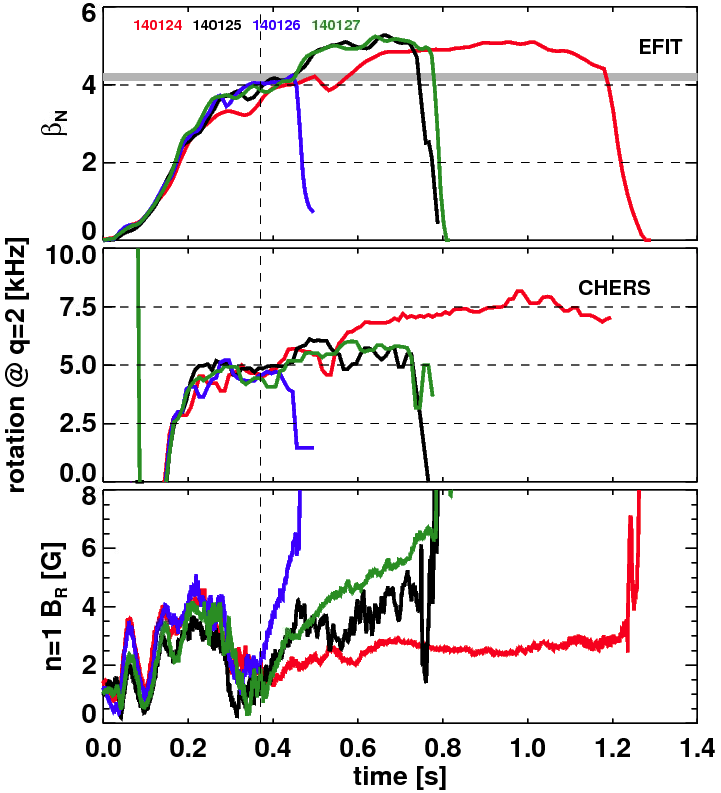 6
140124 140125 140126 140127
EFIT
4
βN
2
0
10.0
CHERS
7.5
rotation @ q=2 [kHz]
5.0
2.5
0.0
8
6
n=1 BR [G]
4
2
0
0.0 0.2 0.4 0.6 0.8 1.0 1.2 1.4
time [s]